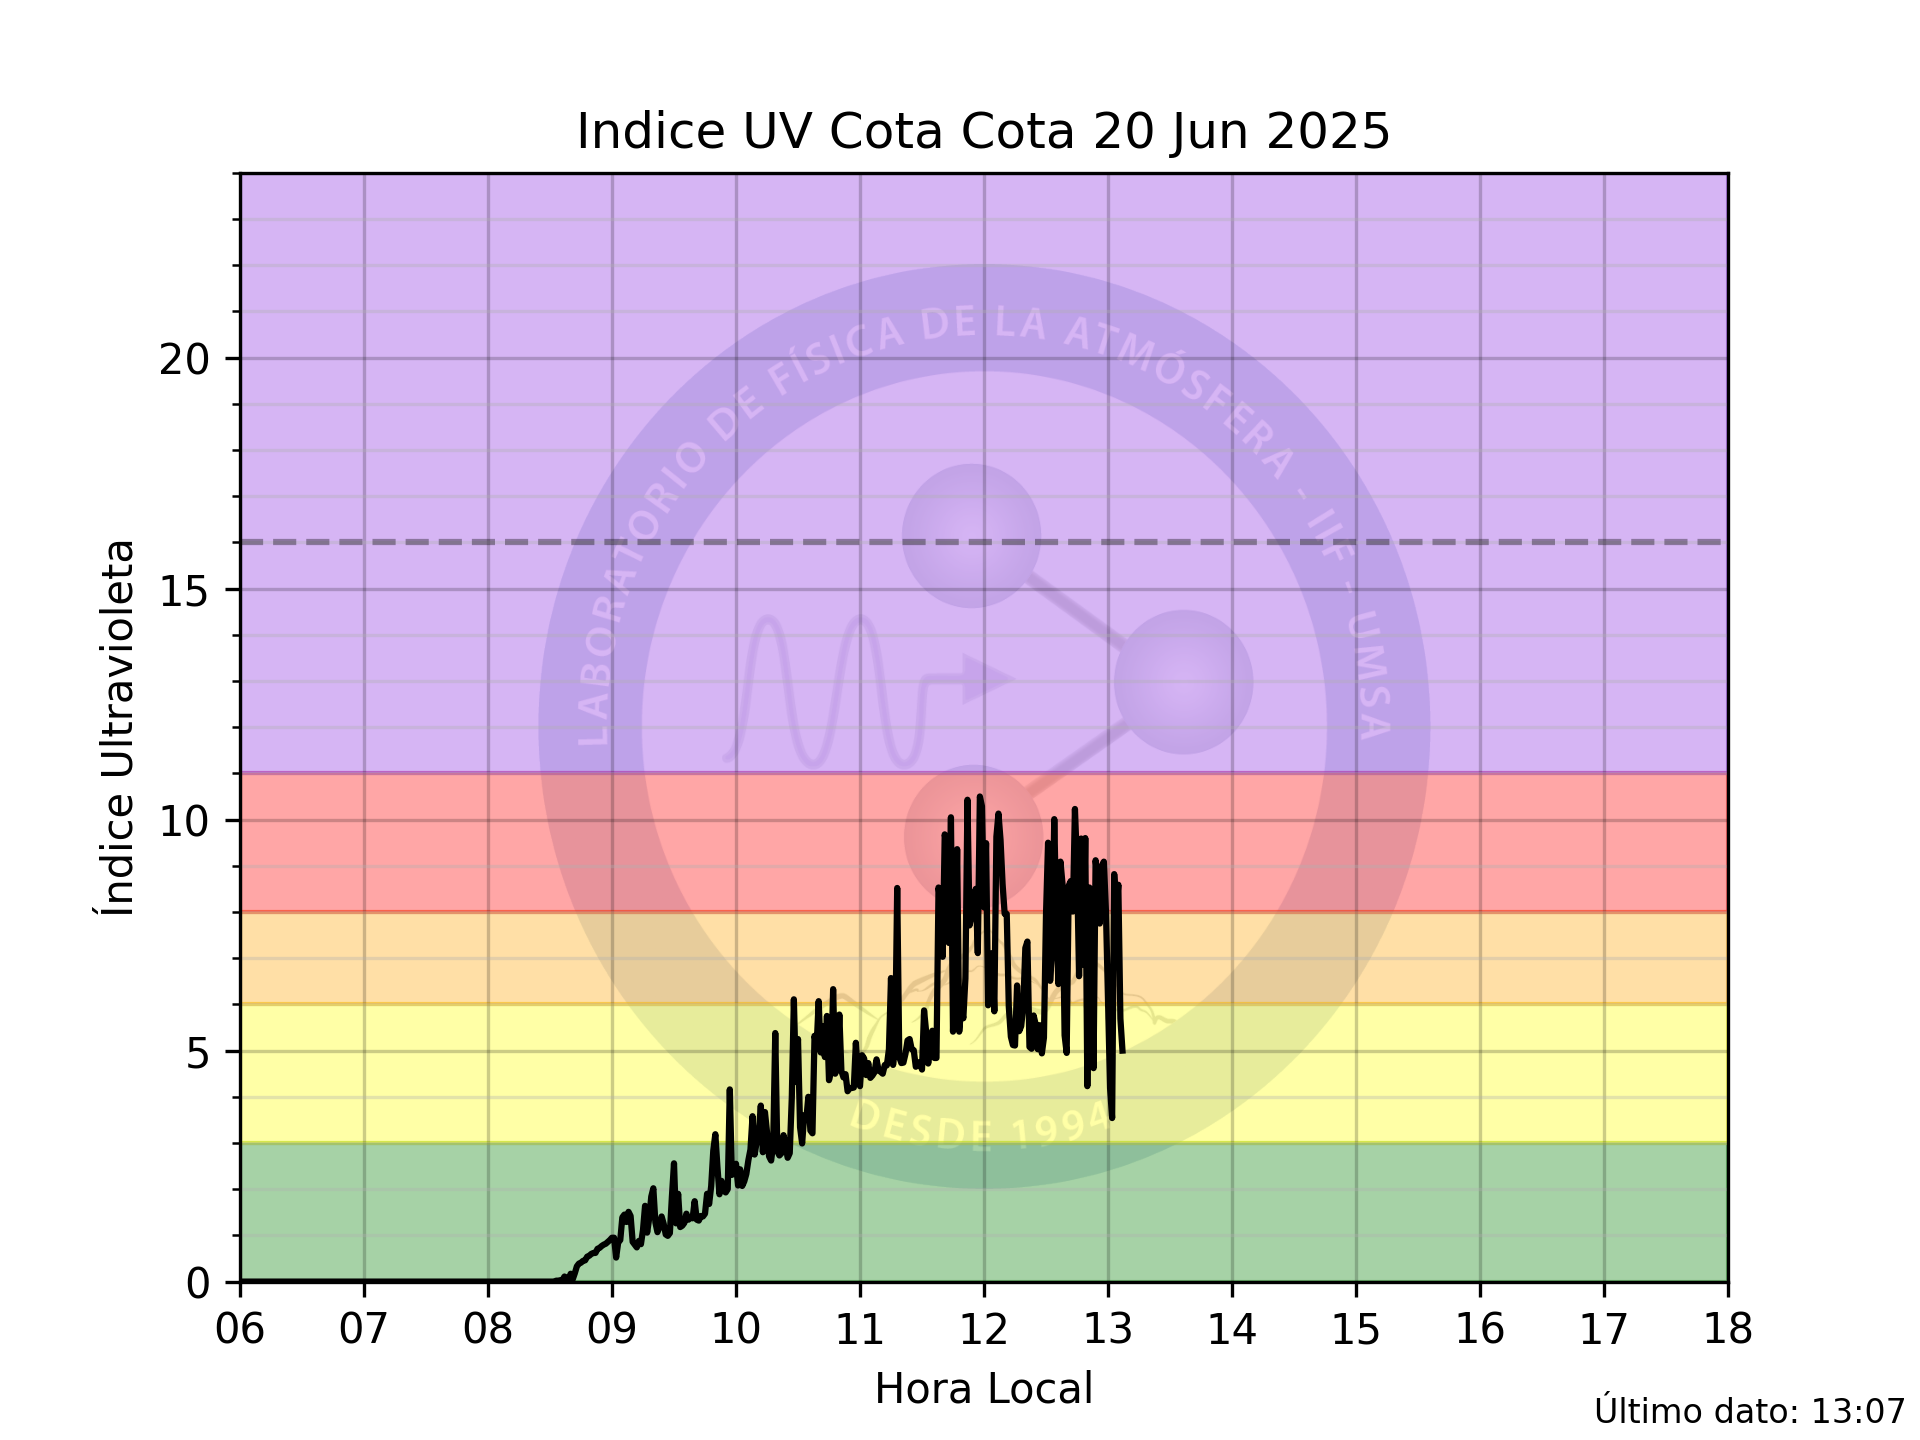 Indice UV Cota Cota 20 Jun 2025
LABORATORIO DE FÍSICA DE LA ATMÓSFERA - IIF - UMSA
DESDE 1994
Índice Ultravioleta
20
15
10
5
0
06 07 08 09 10 11 12 13 14 15 16 17 18
Hora Local
Último dato: 13:07